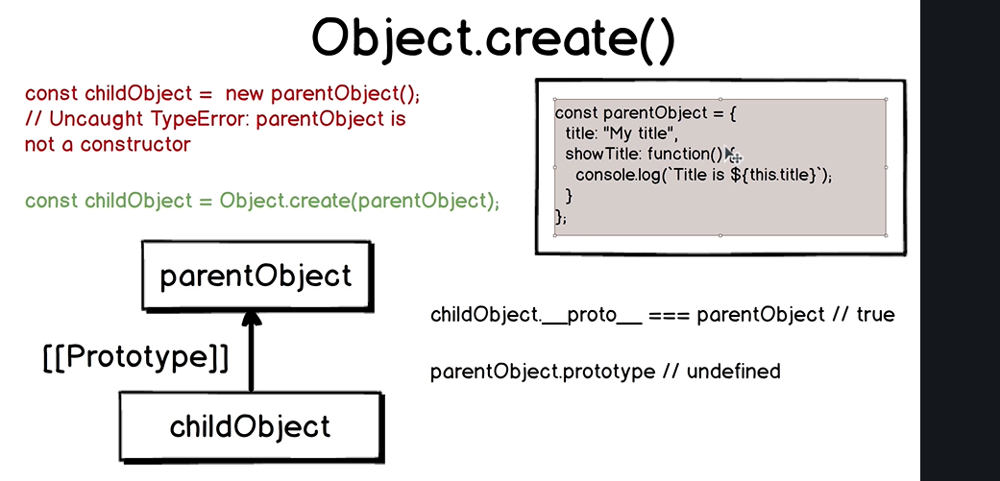 Object.create()
const childObject = new parentObject();
// Uncaught TypeError: parentObject is
not a constructor
const childObject = Object.create(parentObject);
const parentObject = {
title: "My title",
showTitle: function() {
console.log(`Title is ${this.title}`);
}
};
parentObject
[[Prototype]]
childObject
childObject.__proto__ === parentObject // true
parentObject.prototype // undefined